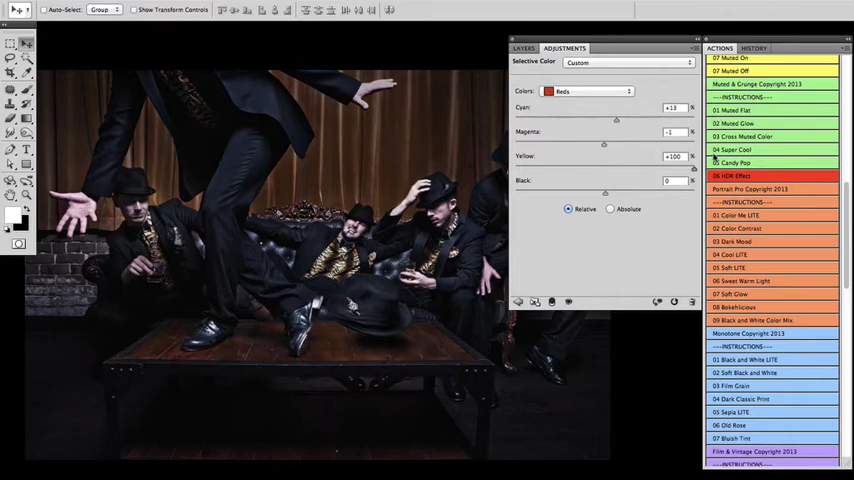 Auto-Select: Group Show Transform Controls
LAYERS ADJUSTMENTS
Selective Color Custom
Colors: Reds
Cyan: +13 %
Magenta: -1 %
Yellow: +100 %
Black: 0 %
Relative Absolute
ACTIONS HISTORY
07 Muted On
07 Muted Off
Muted & Grunge Copyright 2013
---INSTRUCTIONS---
01 Muted Flat
02 Muted Glow
03 Cross Muted Color
04 Super Cool
05 Candy Pop
06 HDR Effect
Portrait Pro Copyright 2013
---INSTRUCTIONS---
01 Color Me LITE
02 Color Contrast
03 Dark Mood
04 Cool LITE
05 Soft LITE
06 Sweet Warm Light
07 Soft Glow
08 Bokehlicious
09 Black and White Color Mix
Monotone Copyright 2013
---INSTRUCTIONS---
01 Black and White LITE
02 Soft Black and White
03 Film Grain
04 Dark Classic Print
05 Sepia LITE
06 Old Rose
07 Bluish Tint
Film & Vintage Copyright 2013
---INSTRUCTIONS---